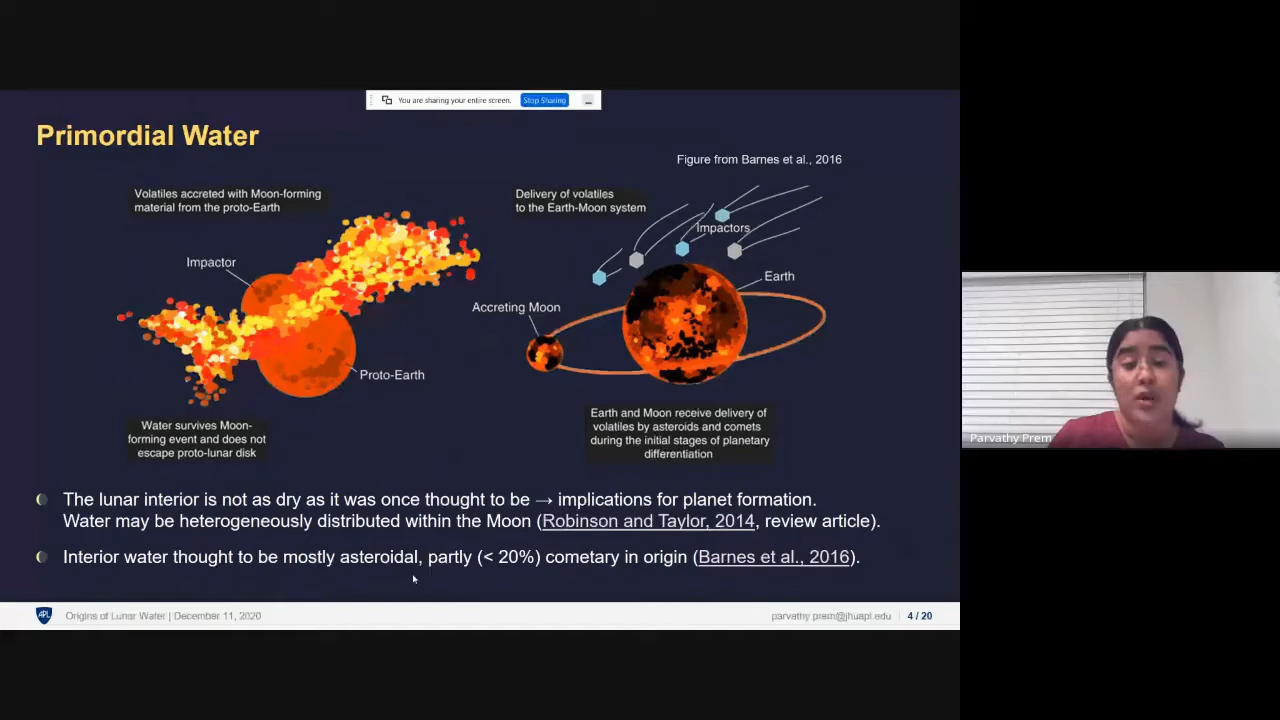 You are sharing your entire screen.
Stop Sharing
Primordial Water
Figure from Barnes et al., 2016
Volatiles accreted with Moon-forming
material from the proto-Earth
Impactor
Proto-Earth
Water survives Moon-
forming event and does not
escape proto-lunar disk
Delivery of volatiles
to the Earth-Moon system
Impactors
Earth
Accreting Moon
Earth and Moon receive delivery of
volatiles by asteroids and comets
during the initial stages of planetary
differentiation
The lunar interior is not as dry as it was once thought to be → implications for planet formation.
Water may be heterogeneously distributed within the Moon (Robinson and Taylor, 2014, review article).
Interior water thought to be mostly asteroidal, partly (< 20%) cometary in origin (Barnes et al., 2016).
APL
Origins of Lunar Water | December 11, 2020
parvathy.prem@jhuapl.edu
4 / 20
Parvathy Prem